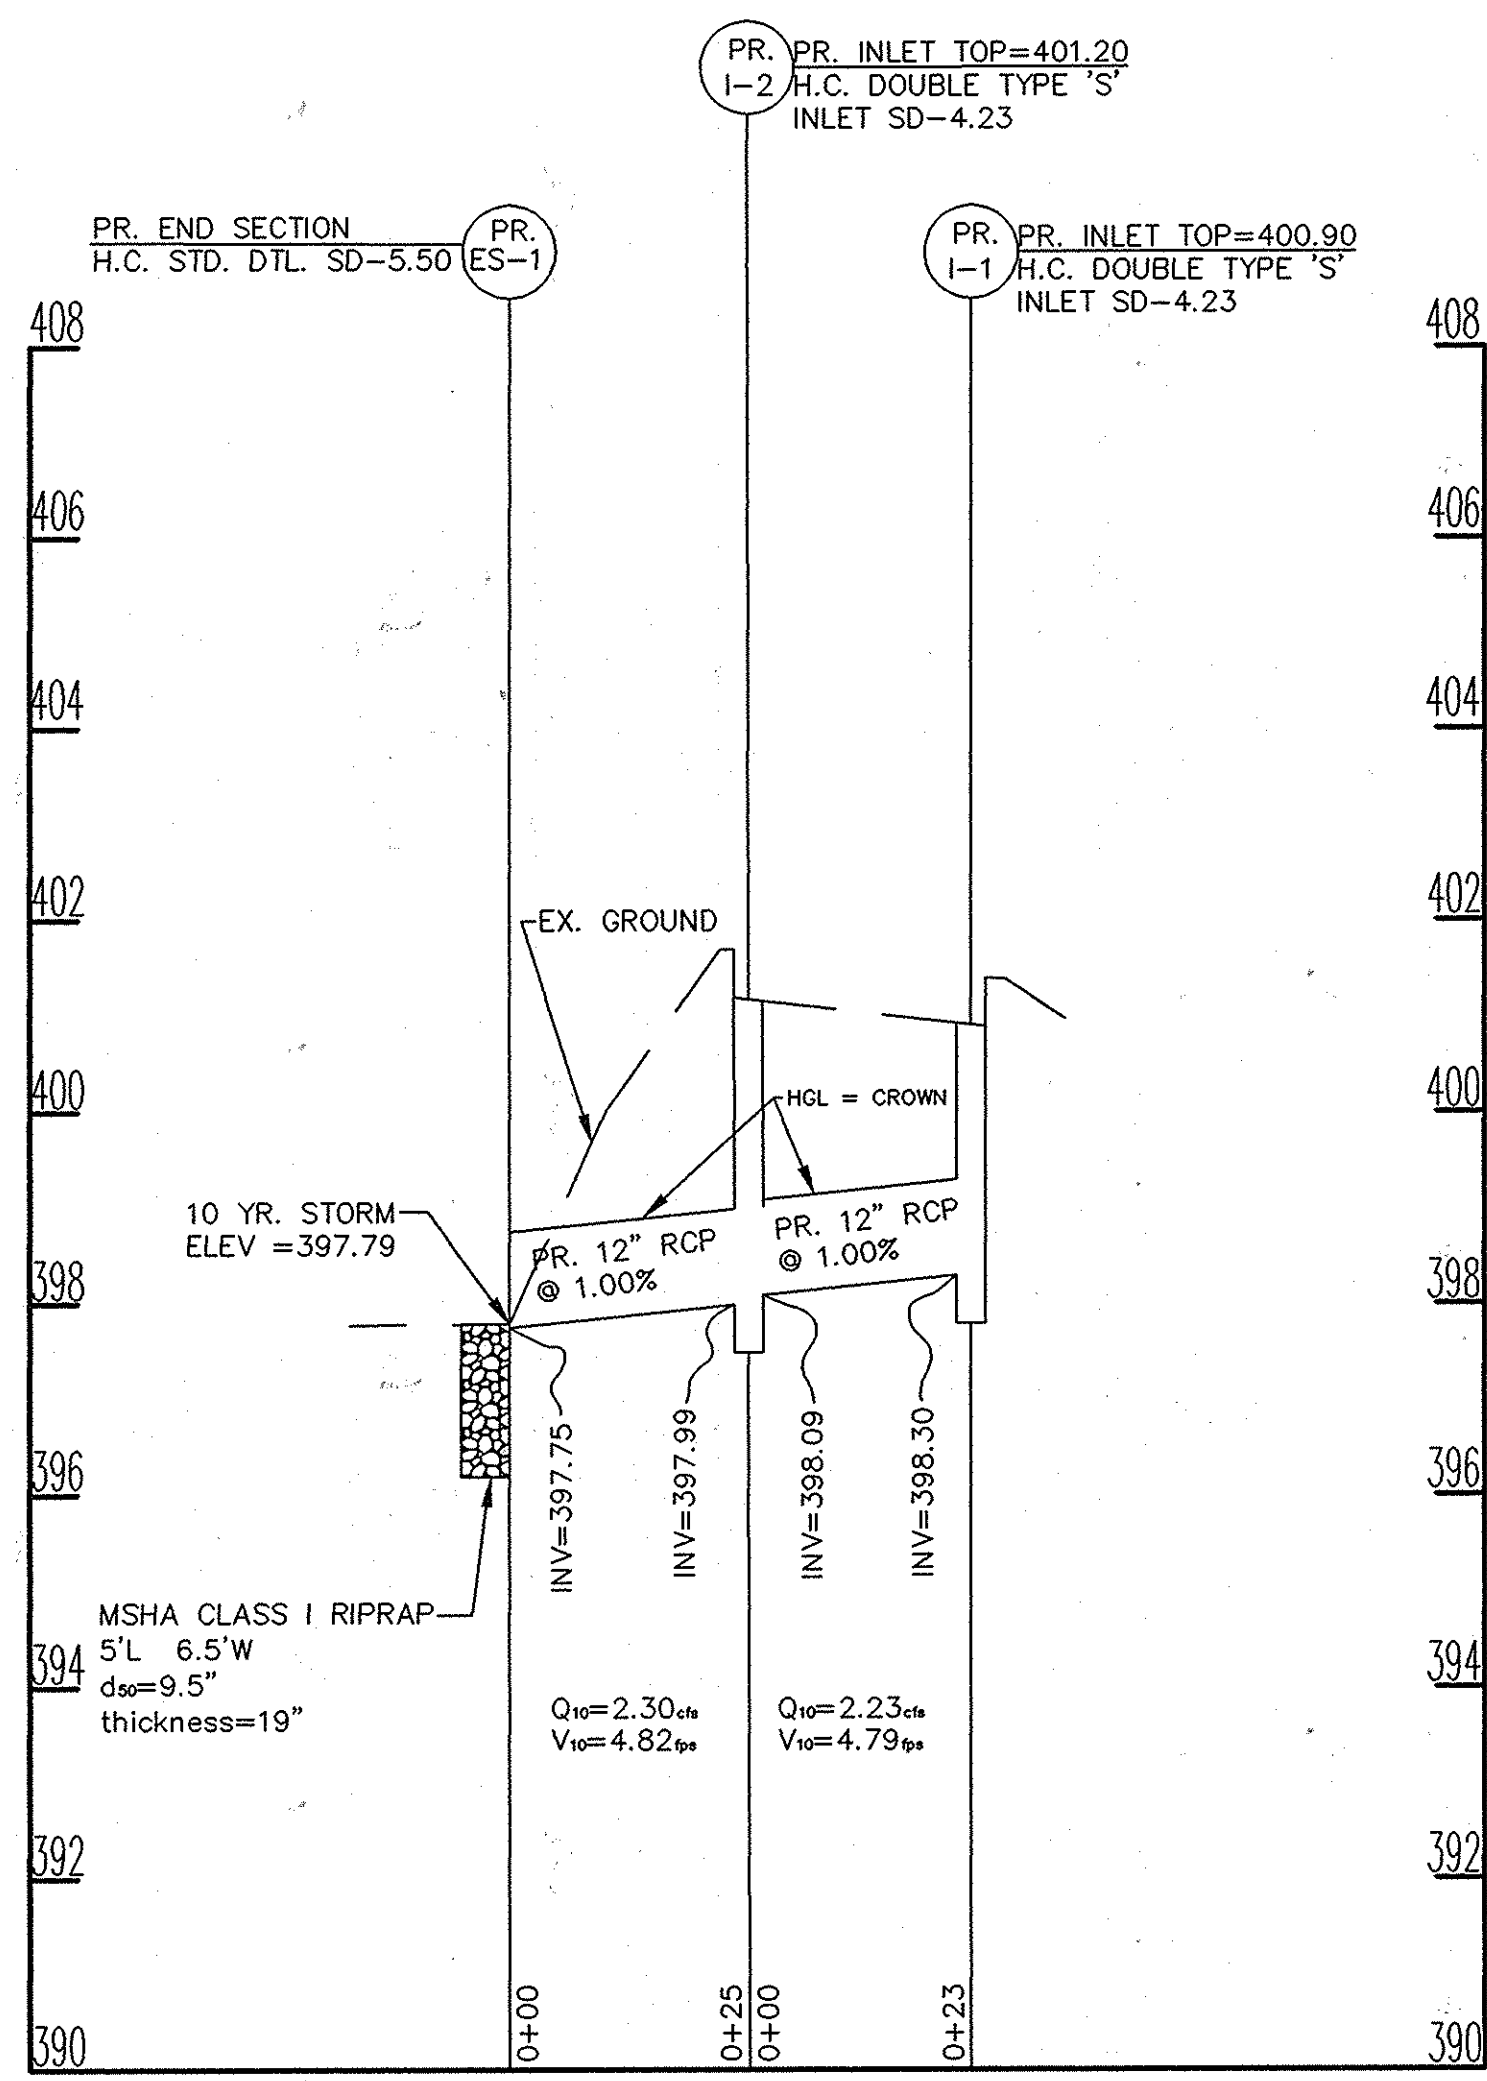 PR.
I-2
PR. INLET TOP=401.20
H.C. DOUBLE TYPE 'S'
INLET SD-4.23
PR. END SECTION
H.C. STD. DTL. SD-5.50
PR.
ES-1
PR.
I-1
PR. INLET TOP=400.90
H.C. DOUBLE TYPE 'S'
INLET SD-4.23
408
408
406
406
404
404
402
402
EX. GROUND
400
400
HGL = CROWN
10 YR. STORM
ELEV =397.79
PR. 12" RCP
@ 1.00%
PR. 12" RCP
@ 1.00%
398
398
INV=397.75
INV=397.99
INV=398.09
INV=398.30
396
396
MSHA CLASS I RIPRAP
5'L 6.5'W
d50=9.5"
thickness=19"
394
394
Q10=2.30cfs
V10=4.82fps
Q10=2.23cfs
V10=4.79fps
392
392
0+00
0+25
0+00
0+23
390
390